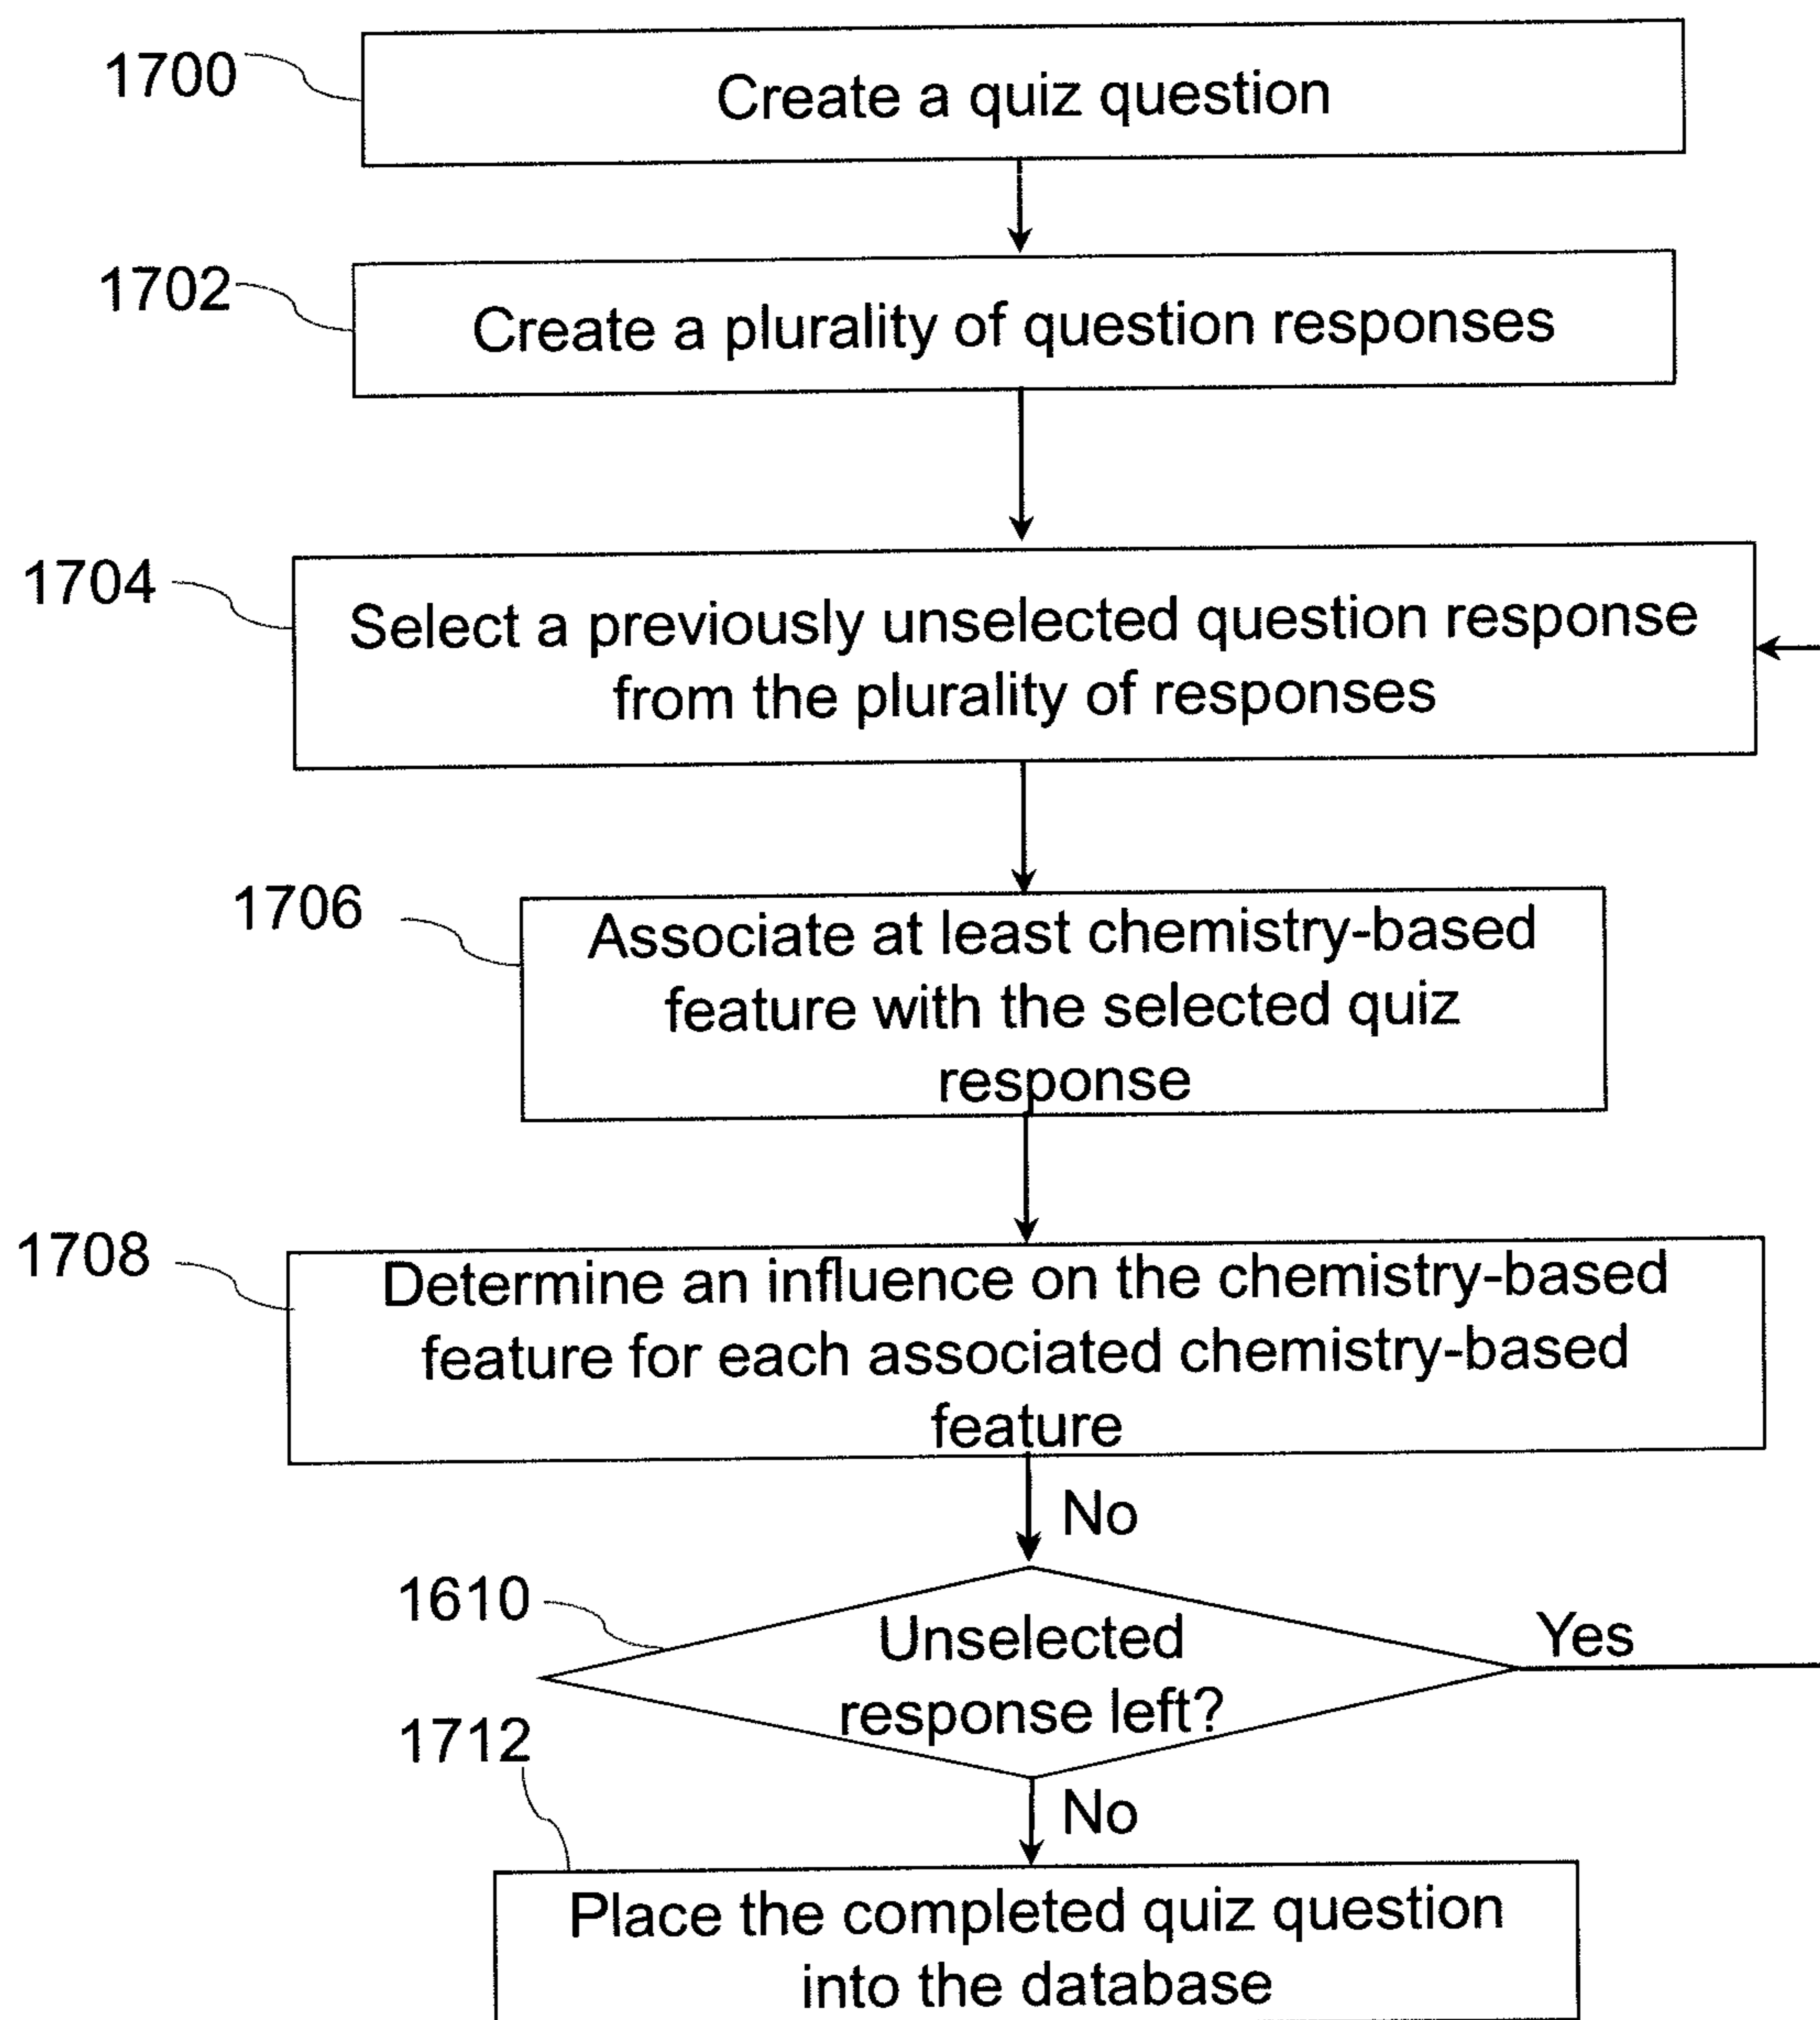 1700
Create a quiz question
1702
Create a plurality of question responses
1704
Select a previously unselected question response
from the plurality of responses
1706
Associate at least chemistry-based
feature with the selected quiz
response
1708
Determine an influence on the chemistry-based
feature for each associated chemistry-based
feature
No
1610
Unselected
response left?
Yes
1712
No
Place the completed quiz question
into the database